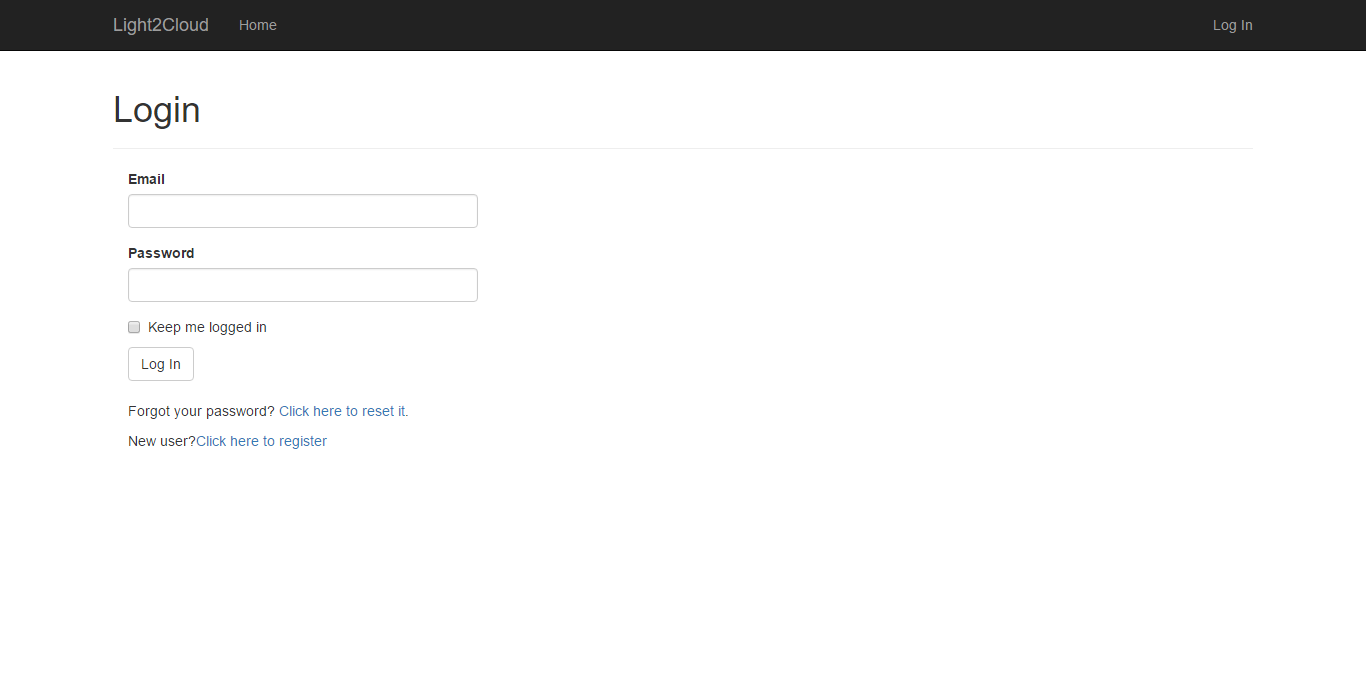 Light2Cloud Home Log In
Login
Email
Password
Keep me logged in
Log In
Forgot your password? Click here to reset it.
New user?Click here to register